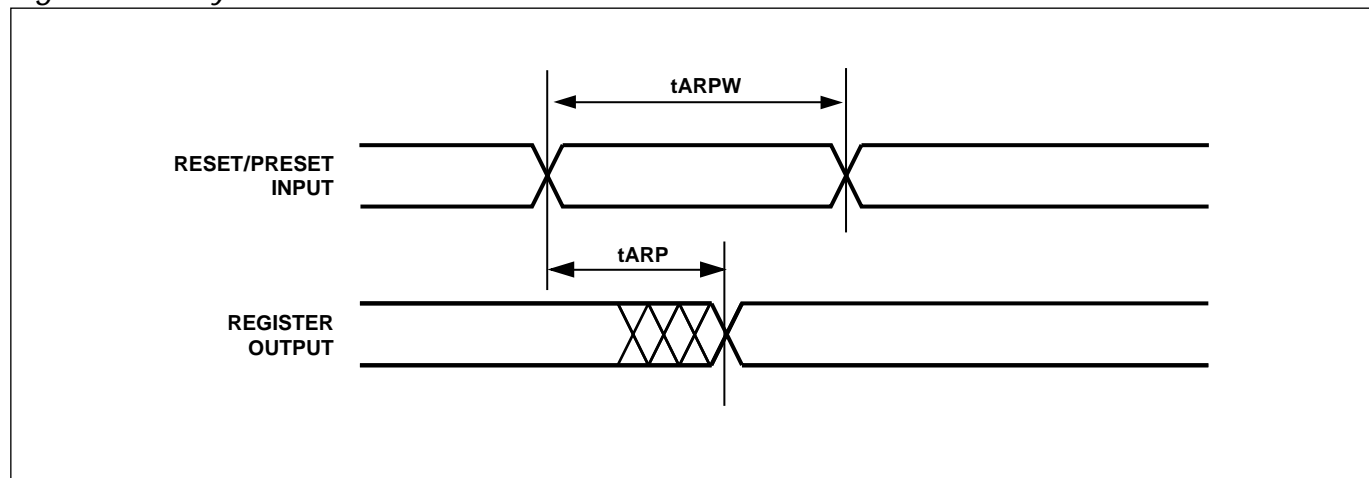 tARPW
RESET/PRESET
INPUT
tARP
REGISTER
OUTPUT